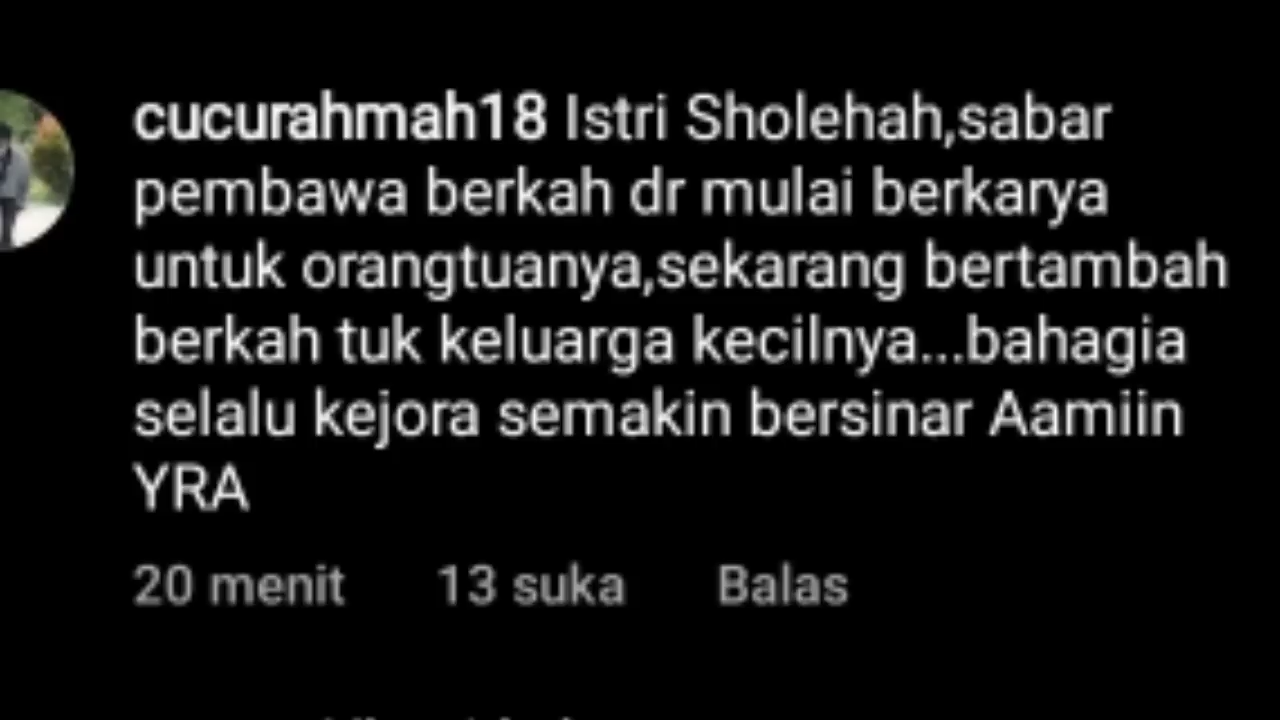 cucurahmah18 Istri Sholehah,sabar
pembawa berkah dr mulai berkarya
untuk orangtuanya,sekarang bertambah
berkah tuk keluarga kecilnya...bahagia
selalu kejora semakin bersinar Aamiin
YRA
20 menit 13 suka Balas